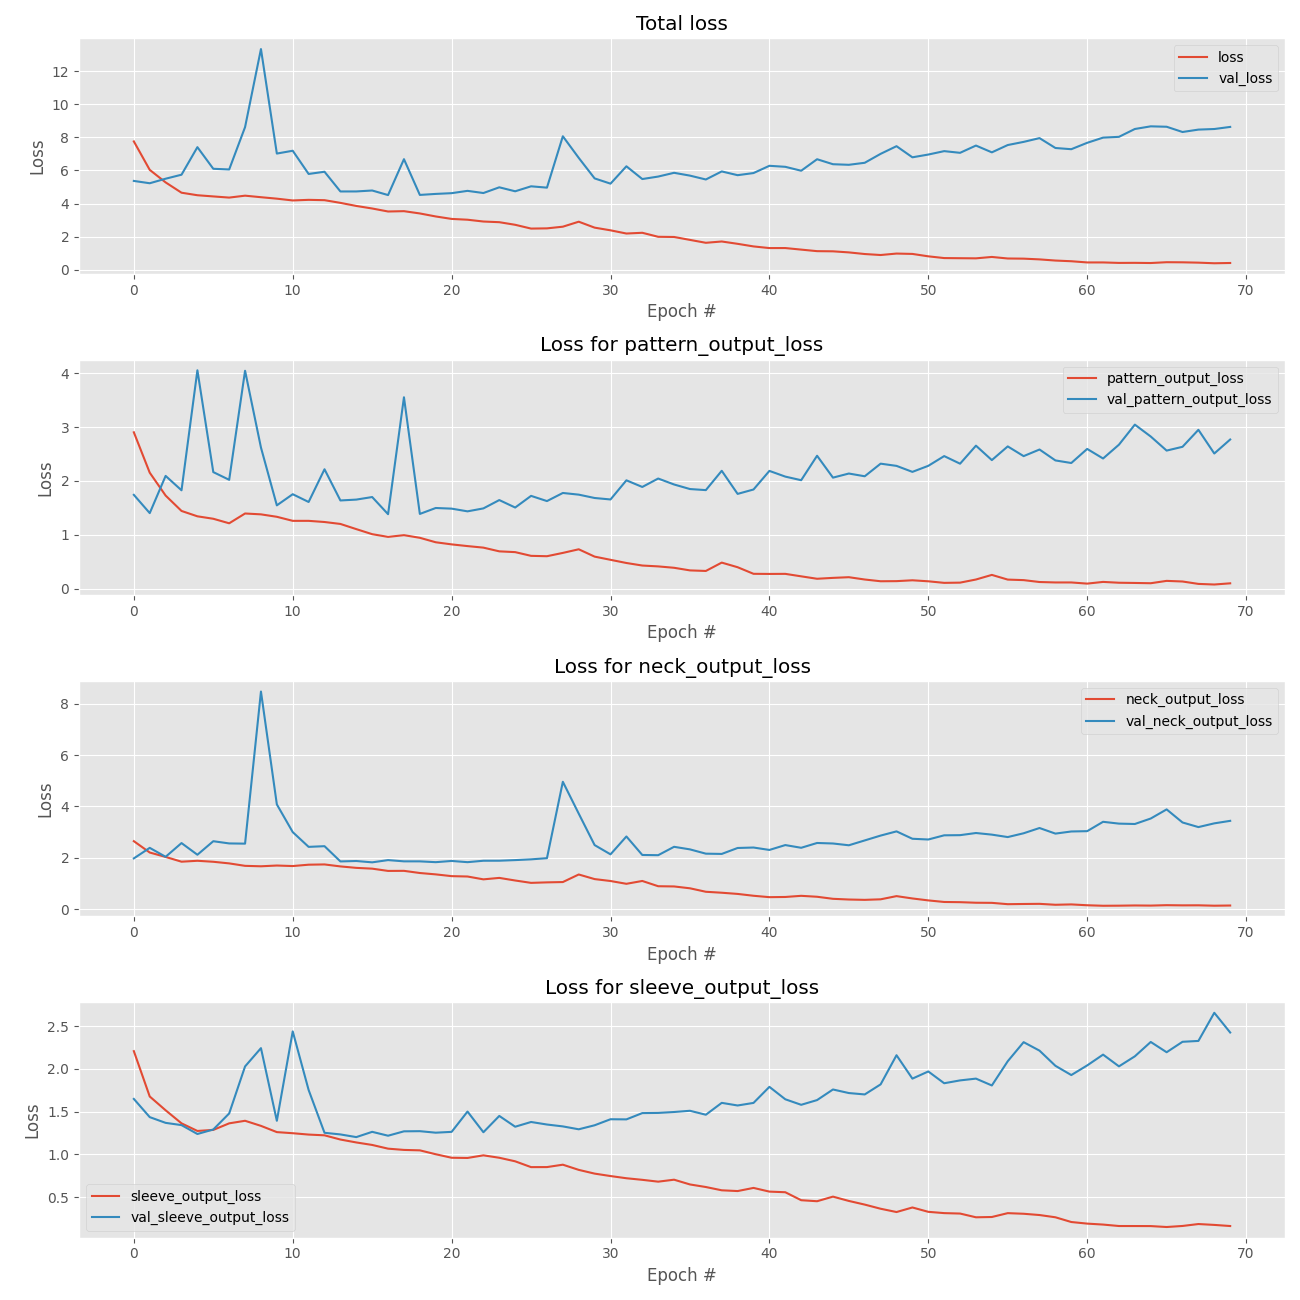 Total loss
loss
val_loss
12
10
8
6
4
2
0
Loss
0 10 20 30 40 50 60 70
Epoch #
Loss for pattern_output_loss
pattern_output_loss
val_pattern_output_loss
4
3
2
1
0
Loss
0 10 20 30 40 50 60 70
Epoch #
Loss for neck_output_loss
neck_output_loss
val_neck_output_loss
8
6
4
2
0
Loss
0 10 20 30 40 50 60 70
Epoch #
Loss for sleeve_output_loss
2.5
2.0
1.5
1.0
0.5
Loss
sleeve_output_loss
val_sleeve_output_loss
0 10 20 30 40 50 60 70
Epoch #